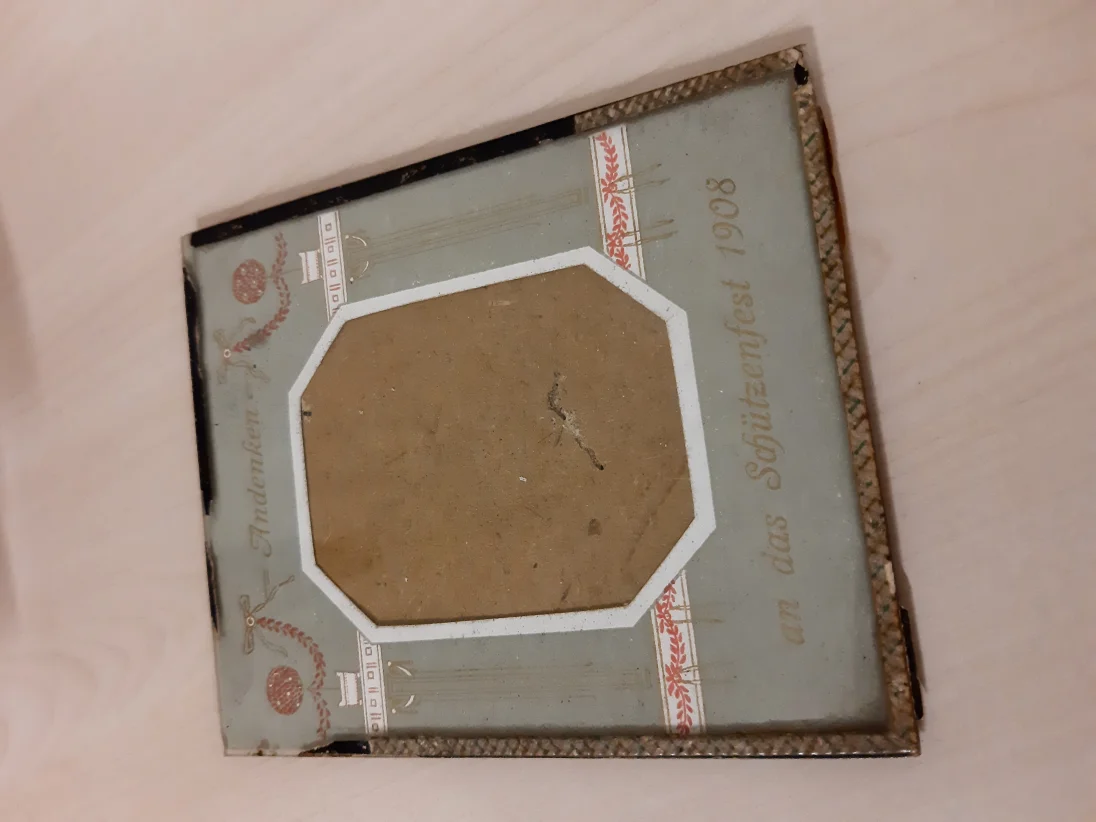 Andenken
an das Schützenfest 1908